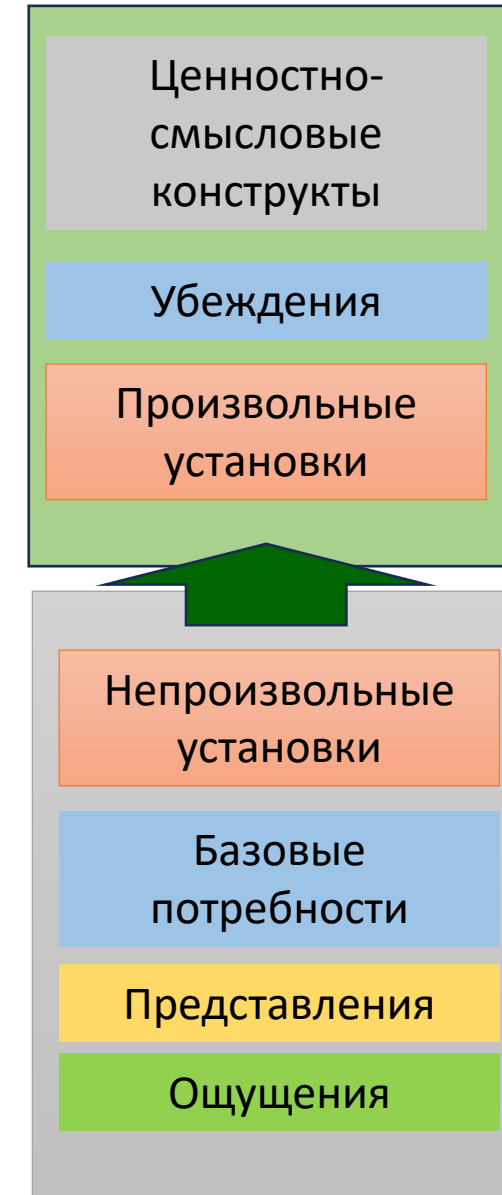 Ценностно-
смысловые
конструкты
Убеждения
Произвольные
установки
Непроизвольные
установки
Базовые
потребности
Представления
Ощущения